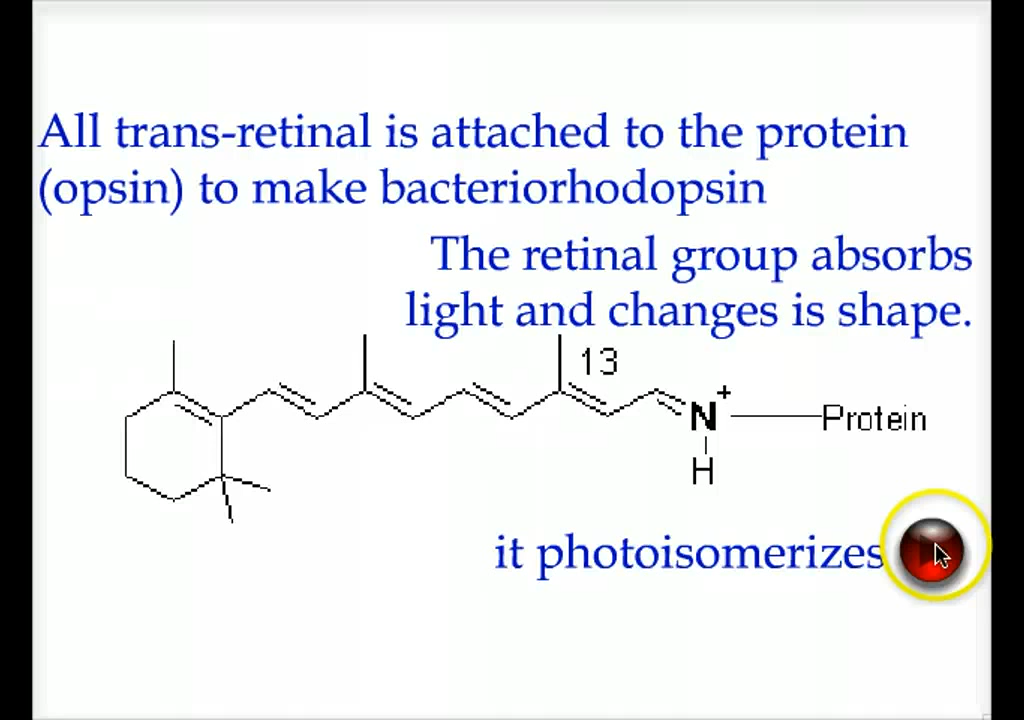 All trans-retinal is attached to the protein
(opsin) to make bacteriorhodopsin
The retinal group absorbs
light and changes is shape.
13
N+ Protein
H
it photoisomerizes